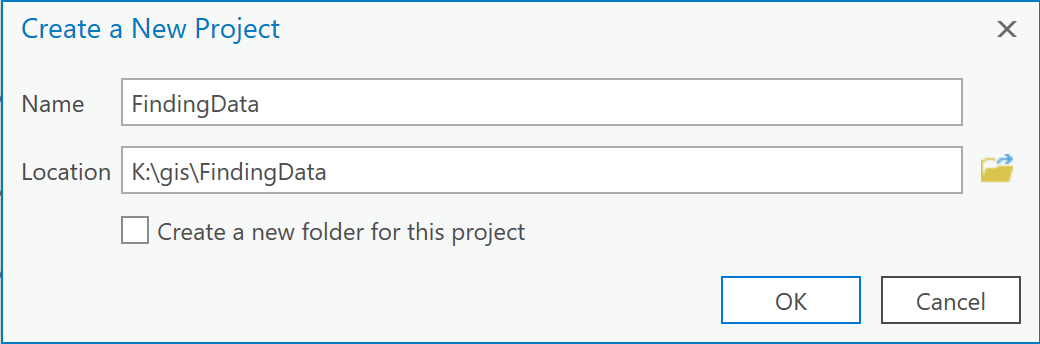 Create a New Project
Name FindingData
Location K:\gis\FindingData
Create a new folder for this project
OK Cancel